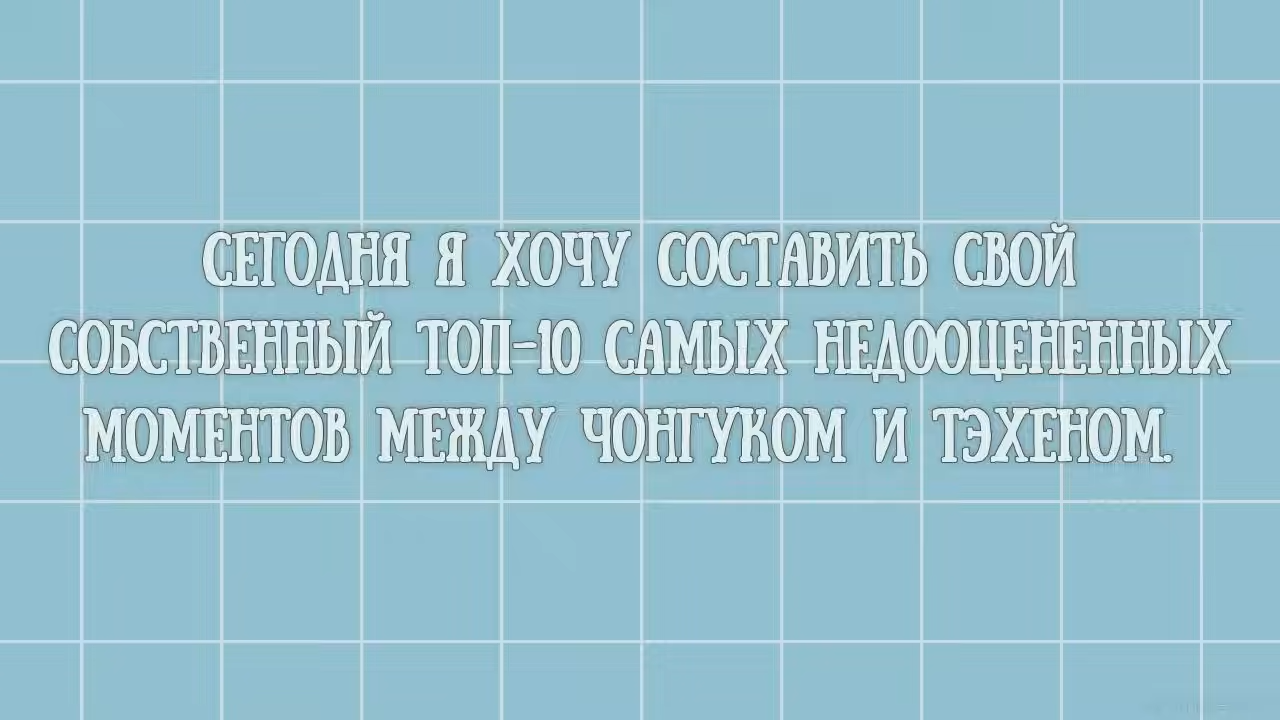 СЕГОДНЯ Я ХОЧУ СОСТАВИТЬ СВОЙ
СОБСТВЕННЫЙ ТОП-10 САМЫХ НЕДООЦЕНЕННЫХ
МОМЕНТОВ МЕЖДУ ЧОНГУКОМ И ТЭХЕНОМ.